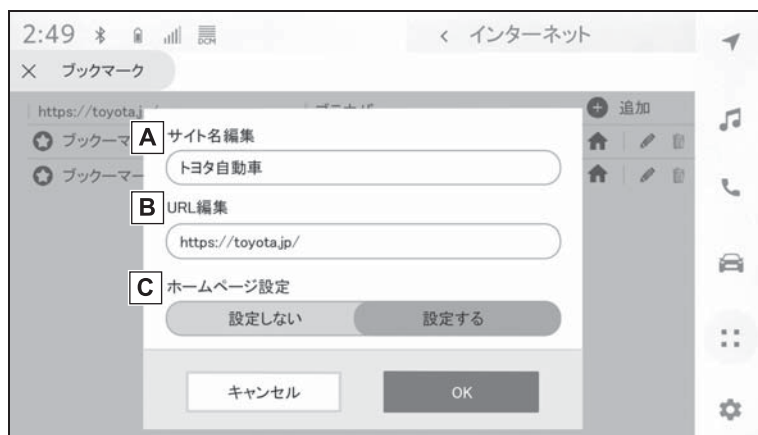 2:49 DCM < インターネット
× ブックマーク
https://toyota.j 追加
ブックーマ
A サイト名編集
トヨタ自動車
ブックーマー
B URL編集
https://toyota.jp/
C ホームページ設定
設定しない 設定する
キャンセル OK